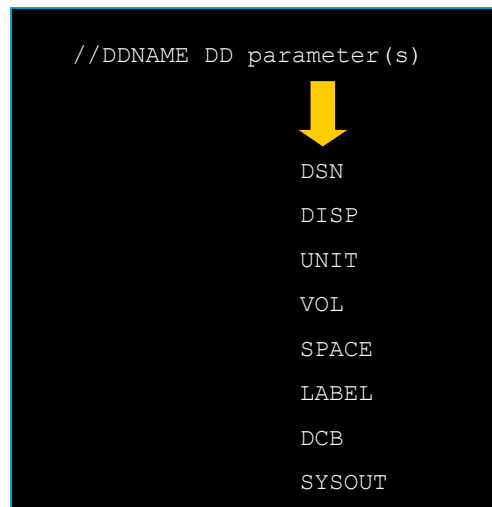 //DDNAME DD parameter(s)
DSN
DISP
UNIT
VOL
SPACE
LABEL
DCB
SYSOUT